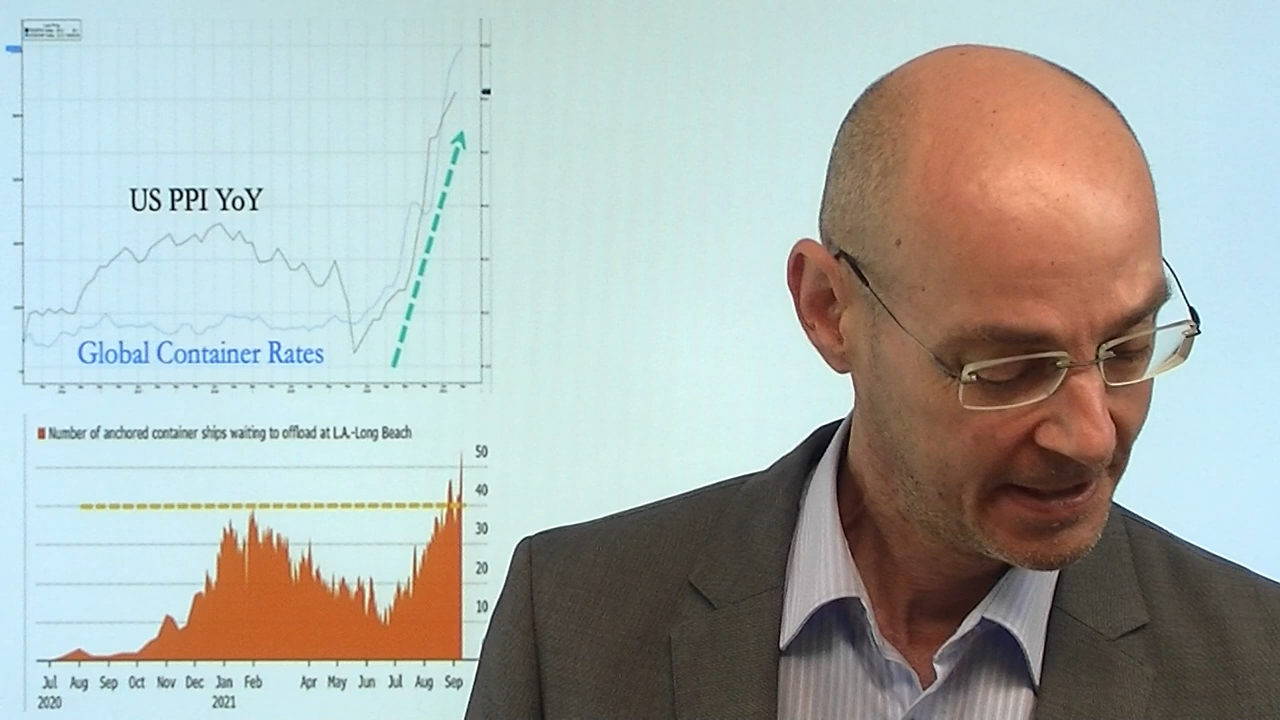 US PPI YoY
Global Container Rates
Number of anchored container ships waiting to offload at L.A.-Long Beach
50
40
30
20
10
Jul Aug Sep Oct Nov Dec Jan Feb Apr May Jun Jul Aug Sep
2020 2021